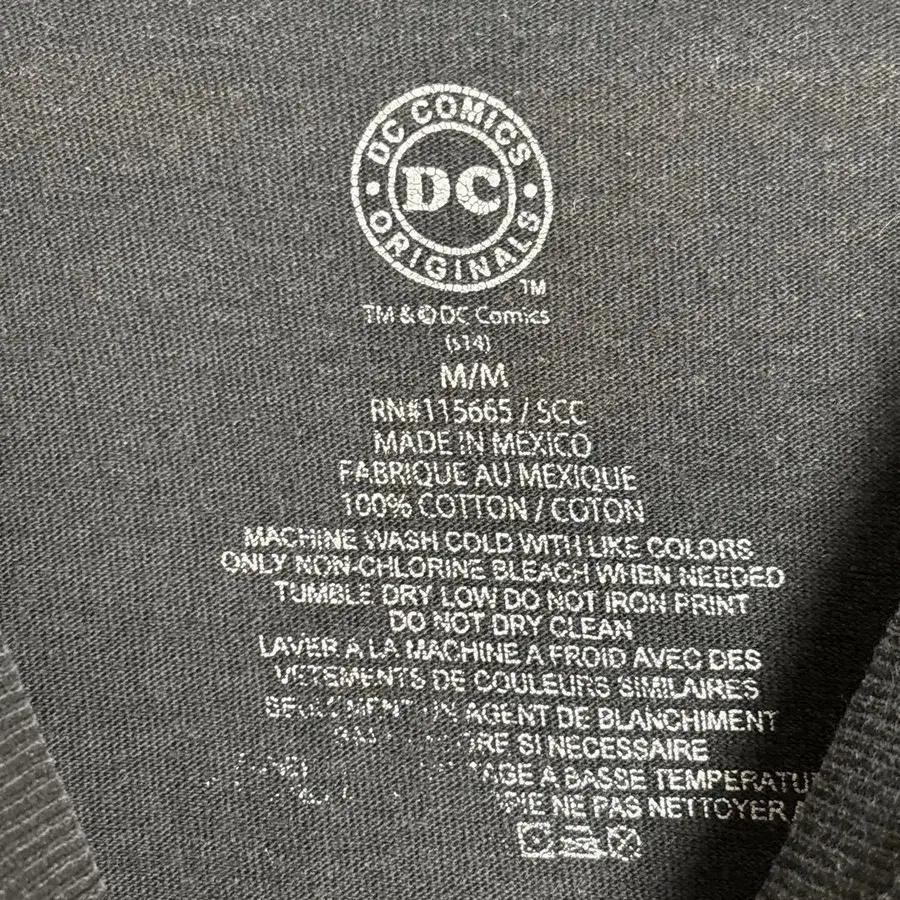 DC COMICS
DC
ORIGINALS
TM
TM & © DC Comics
(s14)
M/M
RN#115665 / SCC
MADE IN MEXICO
FABRIQUE AU MEXIQUE
100% COTTON / COTON
MACHINE WASH COLD WITH LIKE COLORS
ONLY NON-CHLORINE BLEACH WHEN NEEDED
TUMBLE DRY LOW DO NOT IRON PRINT
DO NOT DRY CLEAN
LAVER A LA MACHINE A FROID AVEC DES
VETEMENTS DE COULEURS SIMILAIRES
UN AGENT DE BLANCHIMENT
SI NECESSAIRE
A BASSE
NE PAS NETTOYER